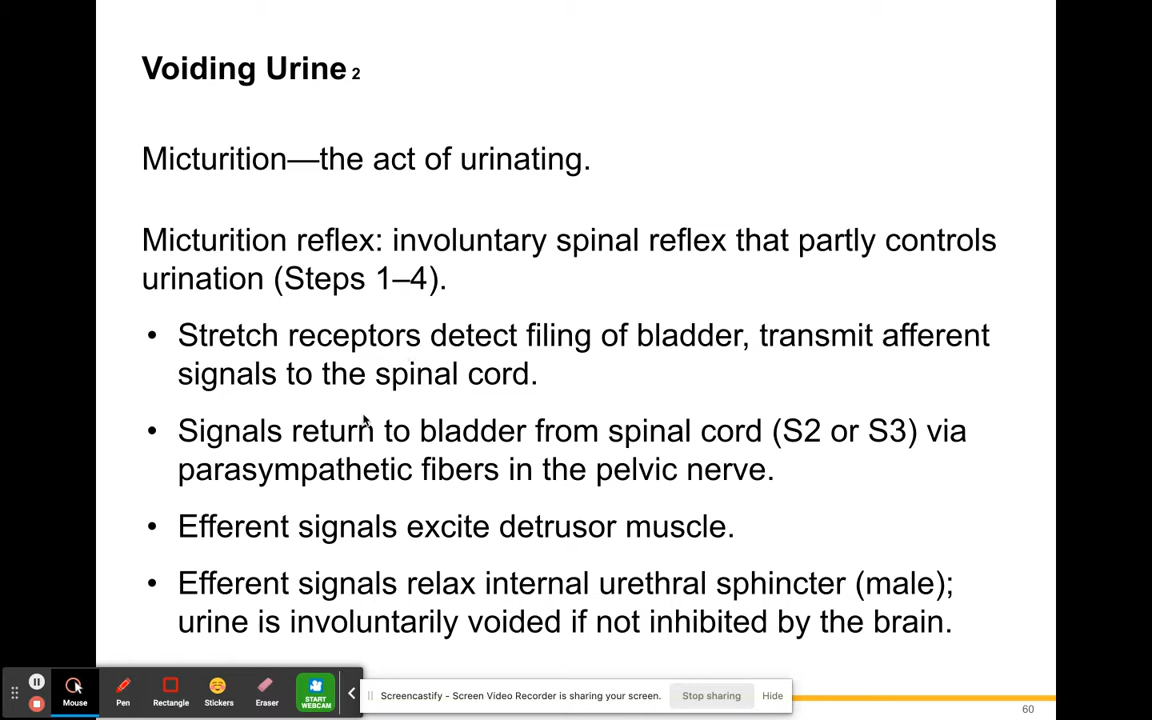 Voiding Urine 2
Micturition—the act of urinating.
Micturition reflex: involuntary spinal reflex that partly controls
urination (Steps 1–4).
• Stretch receptors detect filing of bladder, transmit afferent
signals to the spinal cord.
• Signals return to bladder from spinal cord (S2 or S3) via
parasympathetic fibers in the pelvic nerve.
• Efferent signals excite detrusor muscle.
• Efferent signals relax internal urethral sphincter (male);
urine is involuntarily voided if not inhibited by the brain.
Mouse
Pen
Rectangle
Stickers
Eraser
START
WEBCAM
Screencastify - Screen Video Recorder is sharing your screen.
Stop sharing
Hide
60